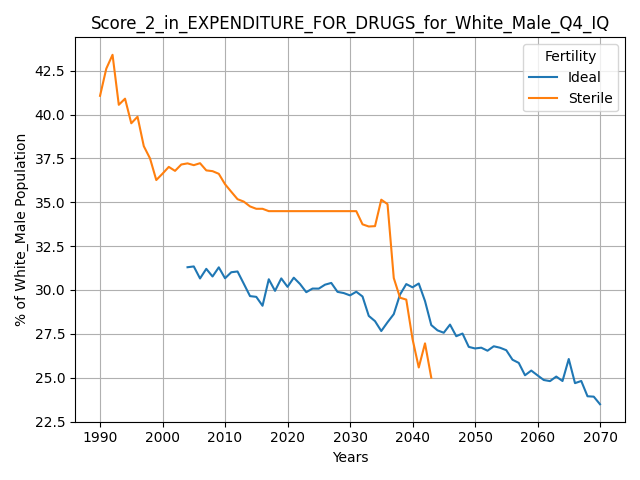 Score_2_in_EXPENDITURE_FOR_DRUGS_for_White_Male_Q4_IQ
Fertility
Ideal
Sterile
% of White_Male Population
42.5
40.0
37.5
35.0
32.5
30.0
27.5
25.0
22.5
1990 2000 2010 2020 2030 2040 2050 2060 2070
Years